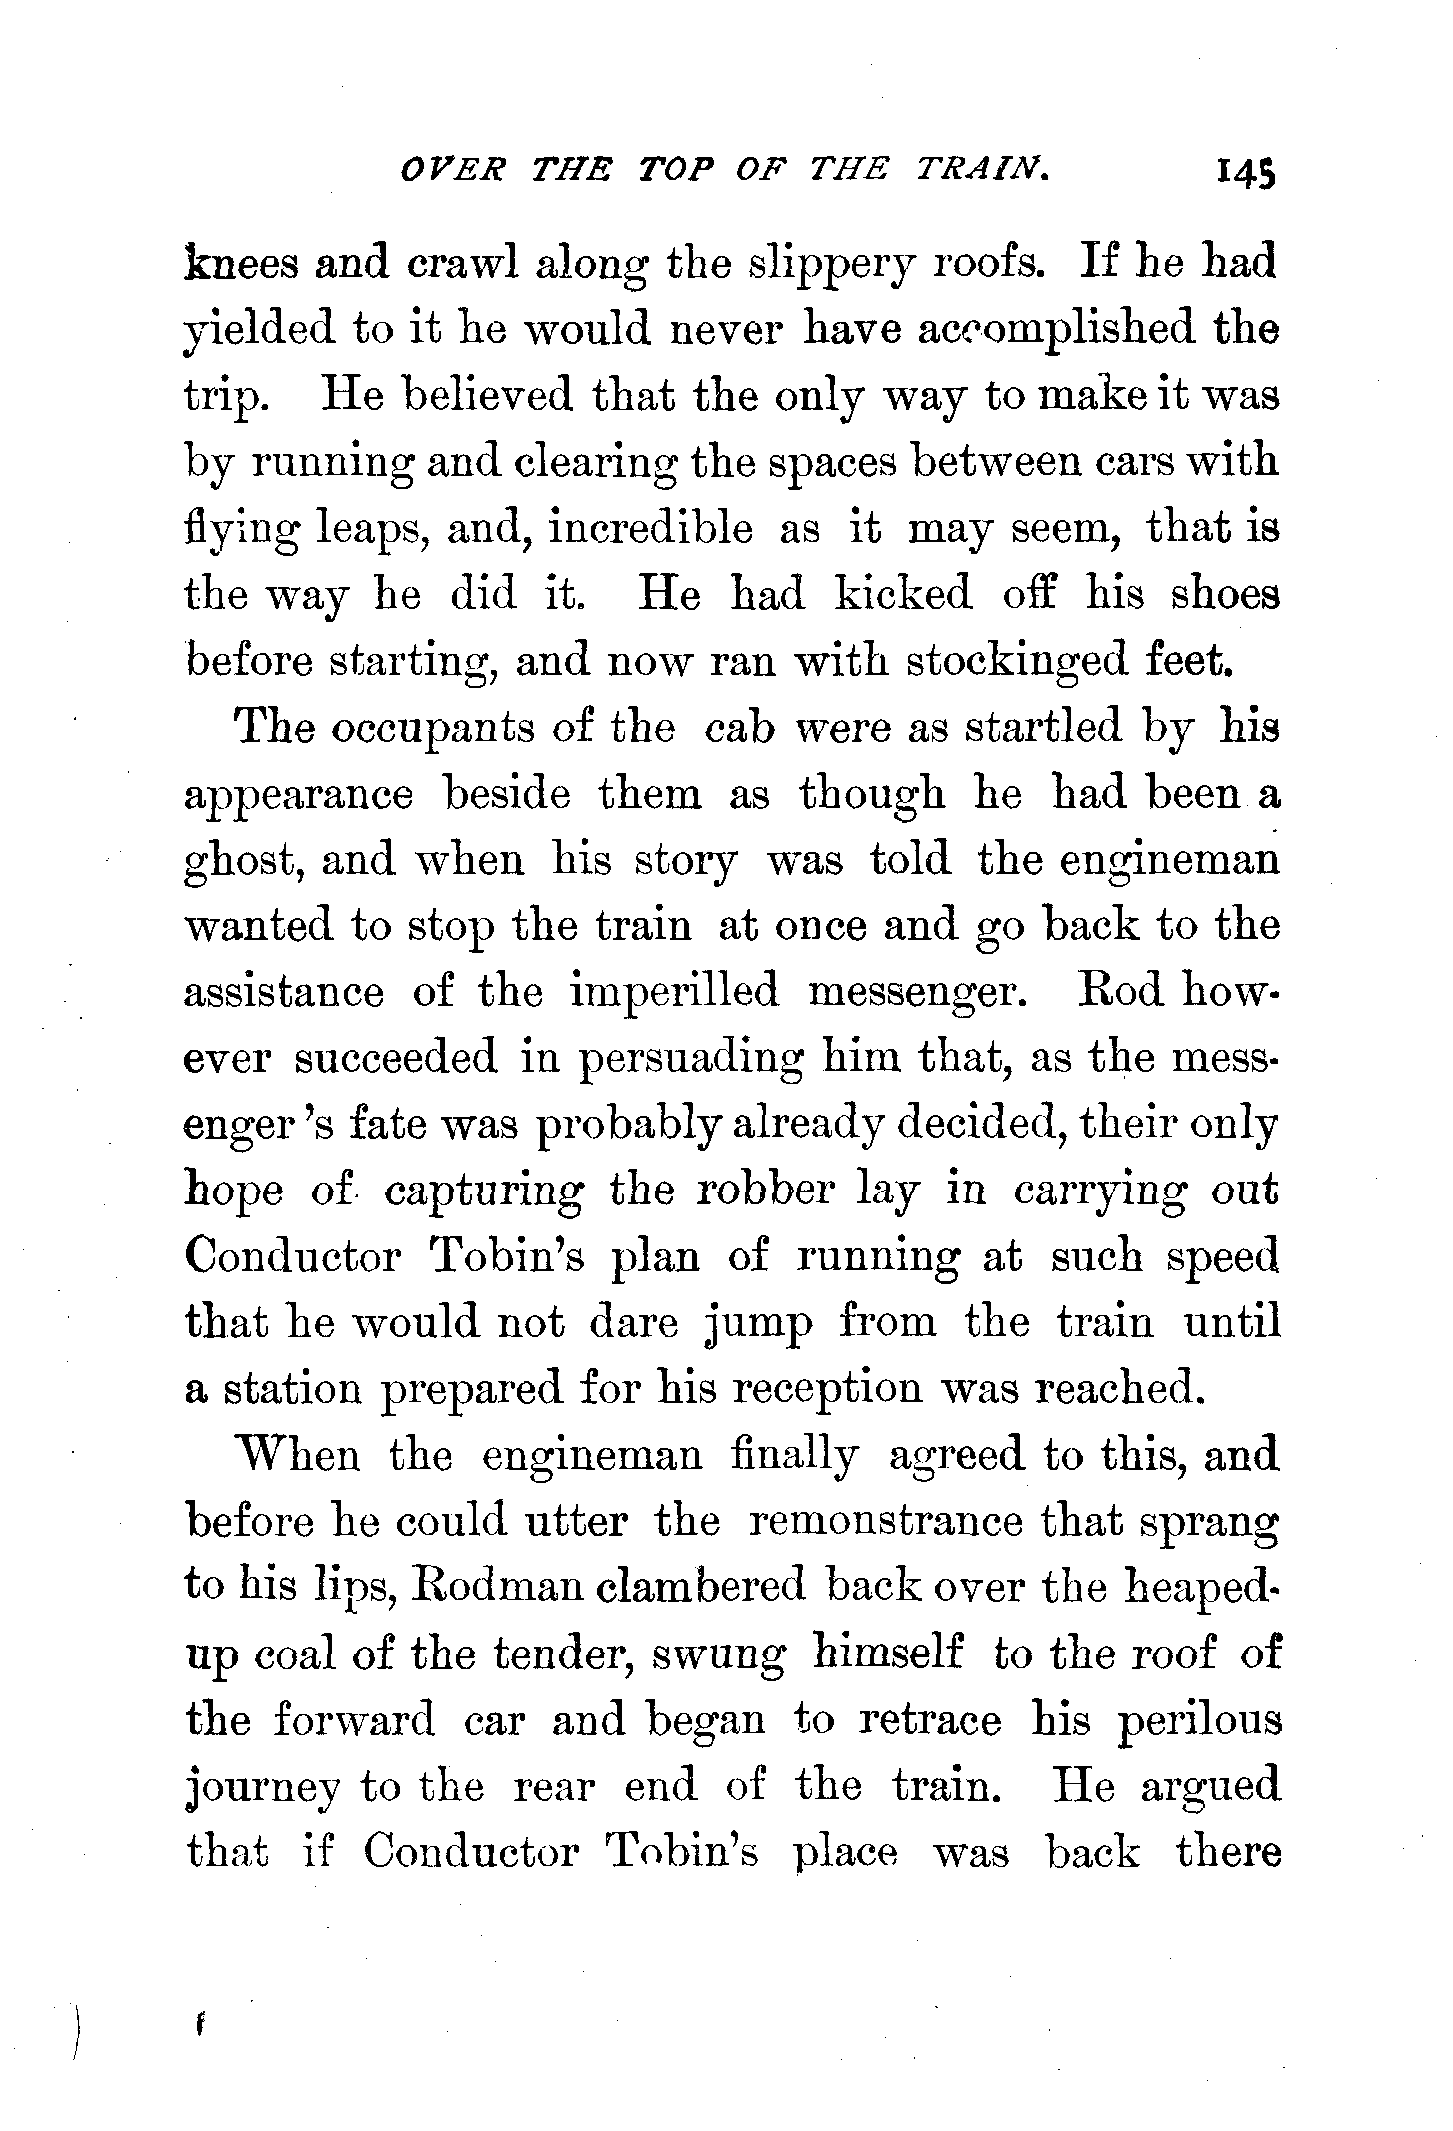 OVER THE TOP OF THE TRAIN. 145
knees and crawl along the slippery roofs. If he had
yielded to it he would never have accomplished the
trip. He believed that the only way to make it was
by running and clearing the spaces between cars with
flying leaps, and, incredible as it may seem, that is
the way he did it. He had kicked off his shoes
before starting, and now ran with stockinged feet.
The occupants of the cab were as startled by his
appearance beside them as though he had been a
ghost, and when his story was told the engineman
wanted to stop the train at once and go back to the
assistance of the imperilled messenger. Rod how-
ever succeeded in persuading him that, as the mess-
enger's fate was probably already decided, their only
hope of capturing the robber lay in carrying out
Conductor Tobin's plan of running at such speed
that he would not dare jump from the train until
a station prepared for his reception was reached.
When the engineman finally agreed to this, and
before he could utter the remonstrance that sprang
to his lips, Rodman clambered back over the heaped-
up coal of the tender, swung himself to the roof of
the forward car and began to retrace his perilous
journey to the rear end of the train. He argued
that if Conductor Tobin's place was back there